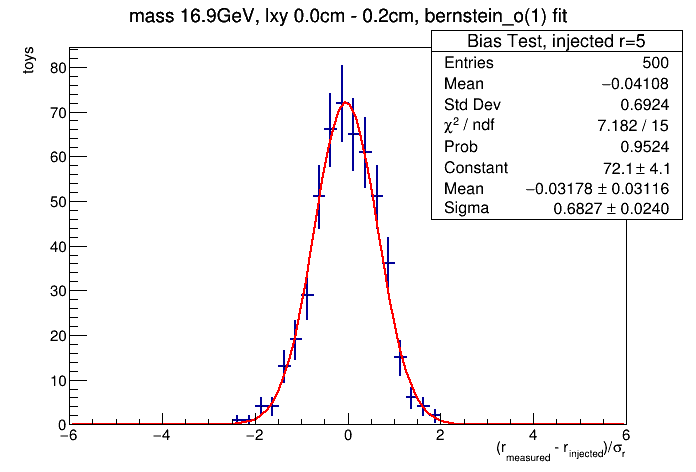 mass 16.9GeV, lxy 0.0cm - 0.2cm, bernstein_o(1) fit
Bias Test, injected r=5
Entries 500
Mean −0.04108
Std Dev 0.6924
χ² / ndf 7.182 / 15
Prob 0.9524
Constant 72.1 ± 4.1
Mean −0.03178 ± 0.03116
Sigma 0.6827 ± 0.0240
toys
80
70
60
50
40
30
20
10
0
−6 −4 −2 0 2 4 6
(r_measured - r_injected)/σ_r